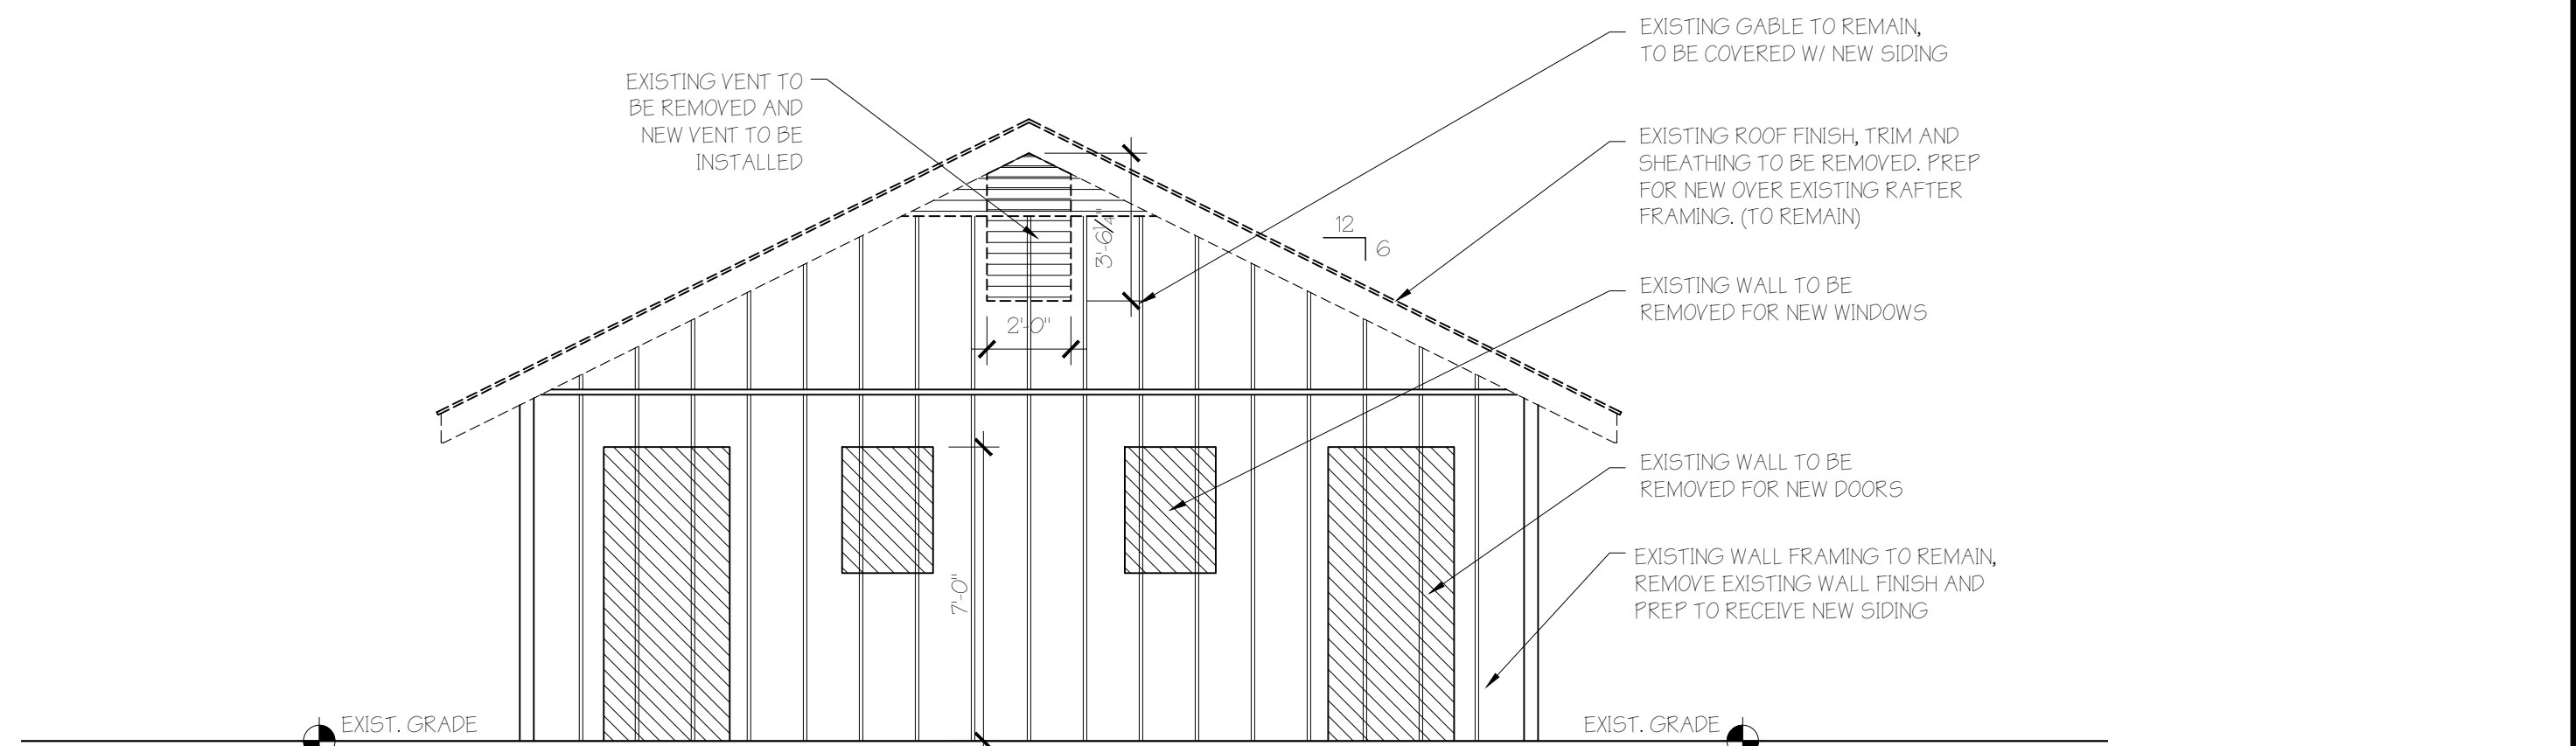 EXISTING GABLE TO REMAIN,
TO BE COVERED W/ NEW SIDING
EXISTING VENT TO
BE REMOVED AND
NEW VENT TO BE
INSTALLED
EXISTING ROOF FINISH, TRIM AND
SHEATHING TO BE REMOVED. PREP
FOR NEW OVER EXISTING RAFTER
FRAMING. (TO REMAIN)
12
6
3'-6 1/4"
2'-0"
EXISTING WALL TO BE
REMOVED FOR NEW WINDOWS
EXISTING WALL TO BE
REMOVED FOR NEW DOORS
7'-0"
EXISTING WALL FRAMING TO REMAIN,
REMOVE EXISTING WALL FINISH AND
PREP TO RECEIVE NEW SIDING
EXIST. GRADE
EXIST. GRADE